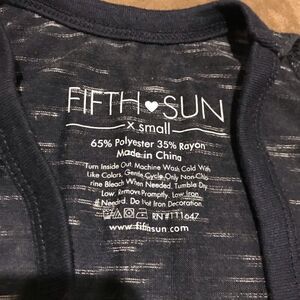 FIFTH♥SUN
x small
65% Polyester 35% Rayon
Made in China
Turn Inside Out. Machine Wash Cold With
Like Colors, Gentle Cycle. Only Non-Chlo-
rine Bleach When Needed. Tumble Dry
Low. Remove Promptly. Low Iron
If Needed. Do Not Iron Decoration.
RN#111647
www.fifthsun.com